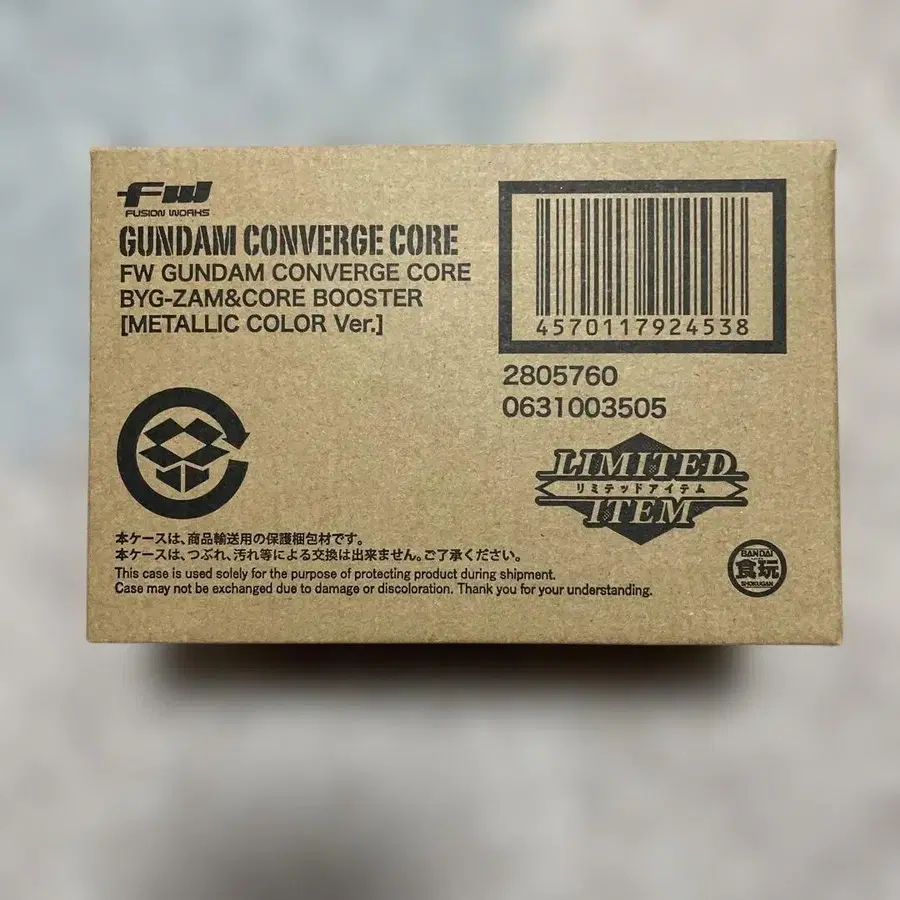 FW
FUSION WORKS
GUNDAM CONVERGE CORE
FW GUNDAM CONVERGE CORE
BYG-ZAM&CORE BOOSTER
[METALLIC COLOR Ver.]
4570117924538
2805760
0631003505
LIMITED
リミテッドアイテム
ITEM
本ケースは、商品輸送用の保護梱包材です。
本ケースは、つぶれ、汚れ等による交換は出来ません。ご了承ください。
This case is used solely for the purpose of protecting product during shipment.
Case may not be exchanged due to damage or discoloration. Thank you for your understanding.
BANDAI
食玩
SHOKUGAN